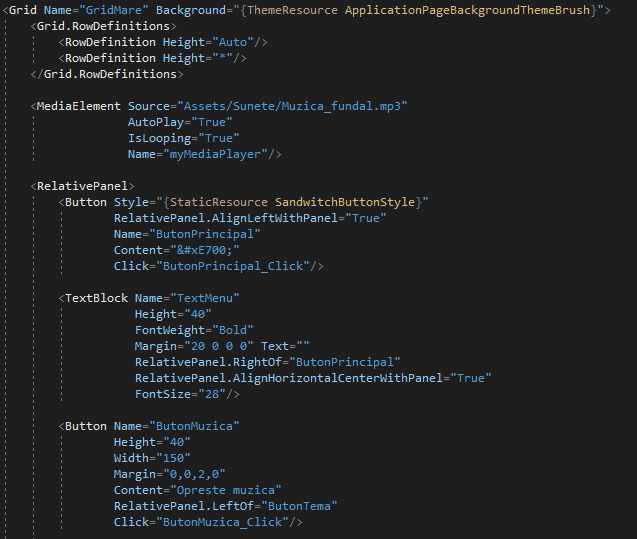 <Grid Name="GridMare" Background="{ThemeResource ApplicationPageBackgroundThemeBrush}">
    <Grid.RowDefinitions>
        <RowDefinition Height="Auto"/>
        <RowDefinition Height="*"/>
    </Grid.RowDefinitions>

    <MediaElement Source="Assets/Sunete/Muzica_fundal.mp3"
                  AutoPlay="True"
                  IsLooping="True"
                  Name="myMediaPlayer"/>

    <RelativePanel>
        <Button Style="{StaticResource SandwitchButtonStyle}"
                RelativePanel.AlignLeftWithPanel="True"
                Name="ButonPrincipal"
                Content="&#xE700;"
                Click="ButonPrincipal_Click"/>

        <TextBlock Name="TextMenu"
                   Height="40"
                   FontWeight="Bold"
                   Margin="20 0 0 0" Text=""
                   RelativePanel.RightOf="ButonPrincipal"
                   RelativePanel.AlignHorizontalCenterWithPanel="True"
                   FontSize="28"/>

        <Button Name="ButonMuzica"
                Height="40"
                Width="150"
                Margin="0,0,2,0"
                Content="Opreste muzica"
                RelativePanel.LeftOf="ButonTema"
                Click="ButonMuzica_Click"/>